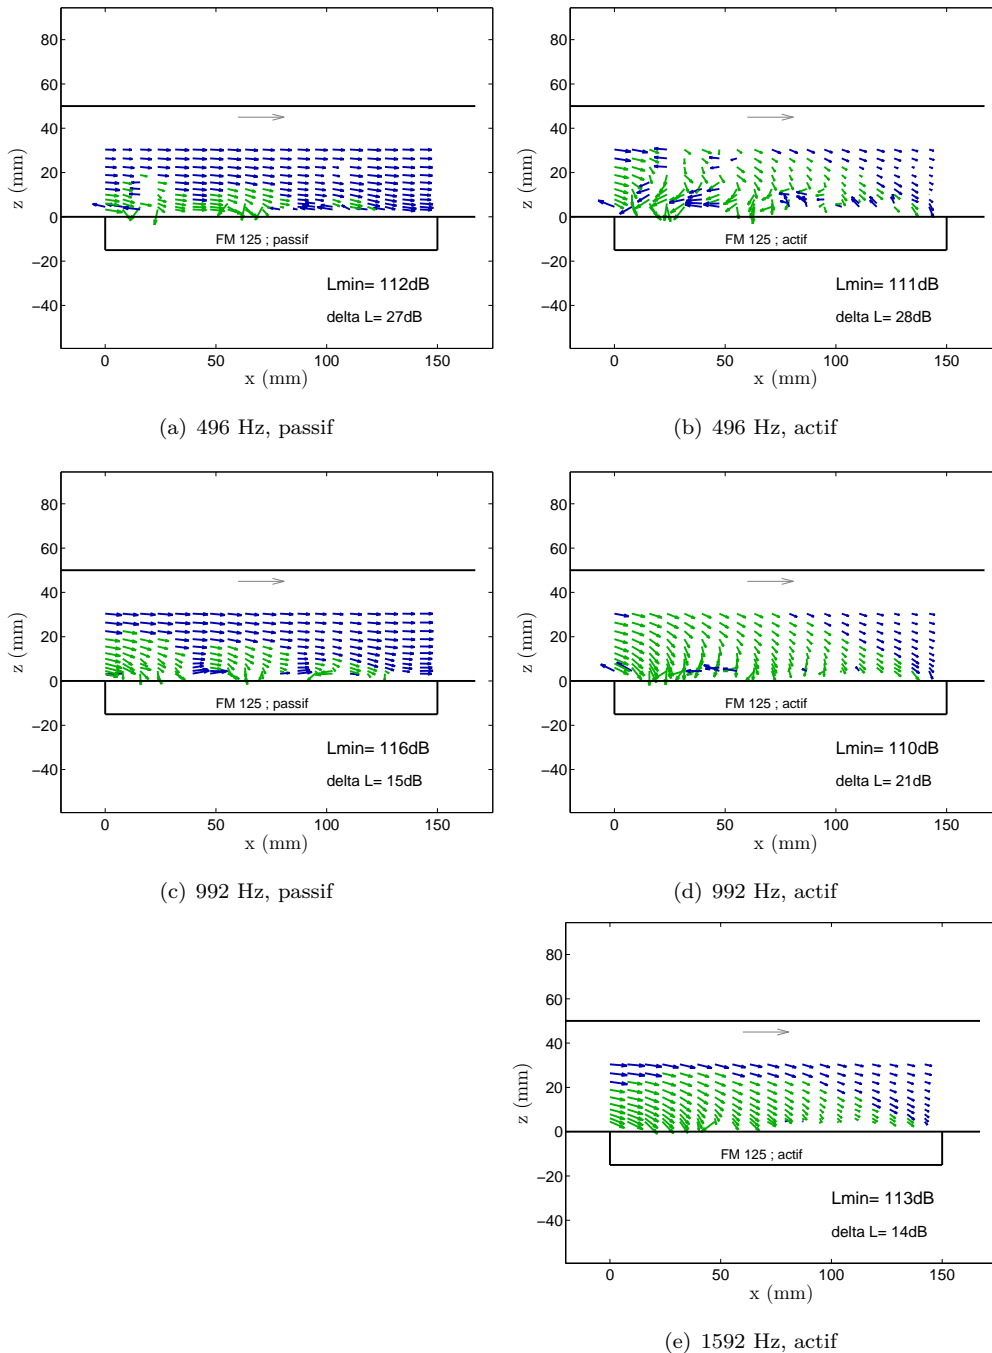 80
60
40
20
0
−20
−40
z (mm)
FM 125 ; passif
Lmin= 112dB
delta L= 27dB
0 50 100 150
x (mm)
(a) 496 Hz, passif
80
60
40
20
0
−20
−40
z (mm)
FM 125 ; actif
Lmin= 111dB
delta L= 28dB
0 50 100 150
x (mm)
(b) 496 Hz, actif
80
60
40
20
0
−20
−40
z (mm)
FM 125 ; passif
Lmin= 116dB
delta L= 15dB
0 50 100 150
x (mm)
(c) 992 Hz, passif
80
60
40
20
0
−20
−40
z (mm)
FM 125 ; actif
Lmin= 110dB
delta L= 21dB
0 50 100 150
x (mm)
(d) 992 Hz, actif
80
60
40
20
0
−20
−40
z (mm)
FM 125 ; actif
Lmin= 113dB
delta L= 14dB
0 50 100 150
x (mm)
(e) 1592 Hz, actif